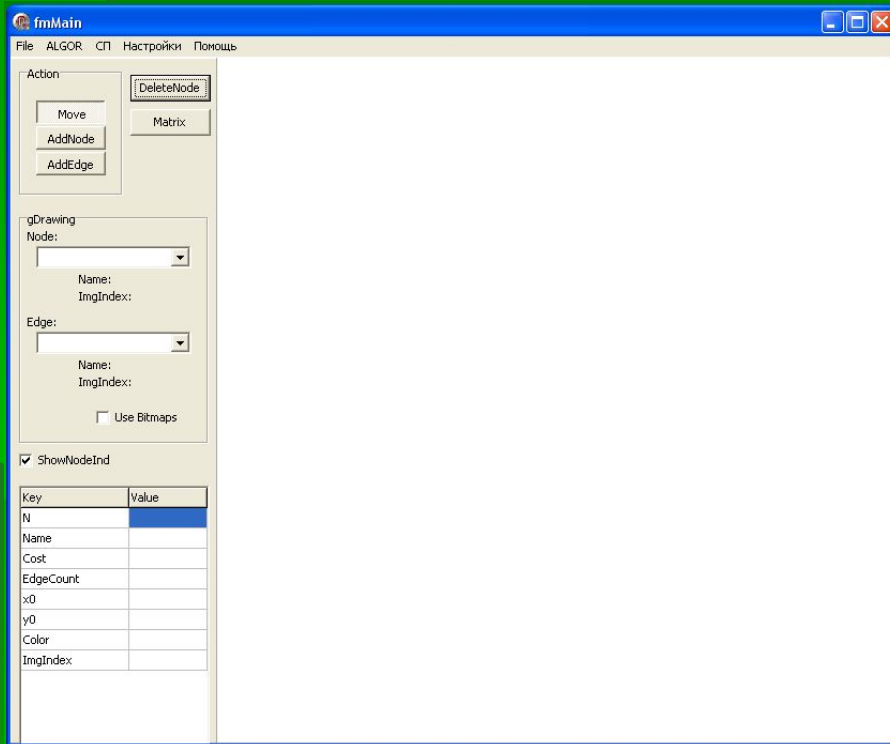 fmMain
File ALGOR СП Настройки Помощь
Action
DeleteNode
Move
Matrix
AddNode
AddEdge
gDrawing
Node:
Name:
ImgIndex:
Edge:
Name:
ImgIndex:
Use Bitmaps
ShowNodeInd
Key Value
N
Name
Cost
EdgeCount
x0
y0
Color
ImgIndex